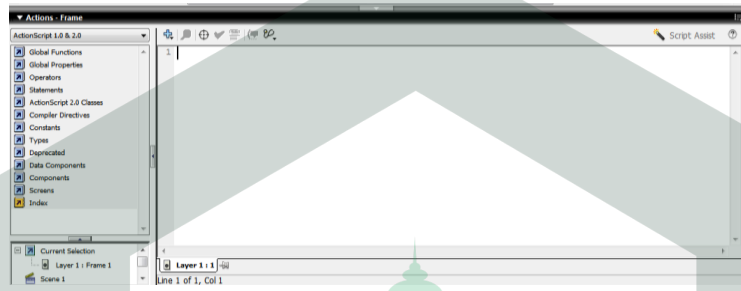 Actions - Frame
ActionScript 1.0 & 2.0
Script Assist
Global Functions
Global Properties
Operators
Statements
ActionScript 2.0 Classes
Compiler Directives
Constants
Types
Deprecated
Data Components
Components
Screens
Index
1
Current Selection
Layer 1 : Frame 1
Scene 1
Layer 1 : 1
Line 1 of 1, Col 1